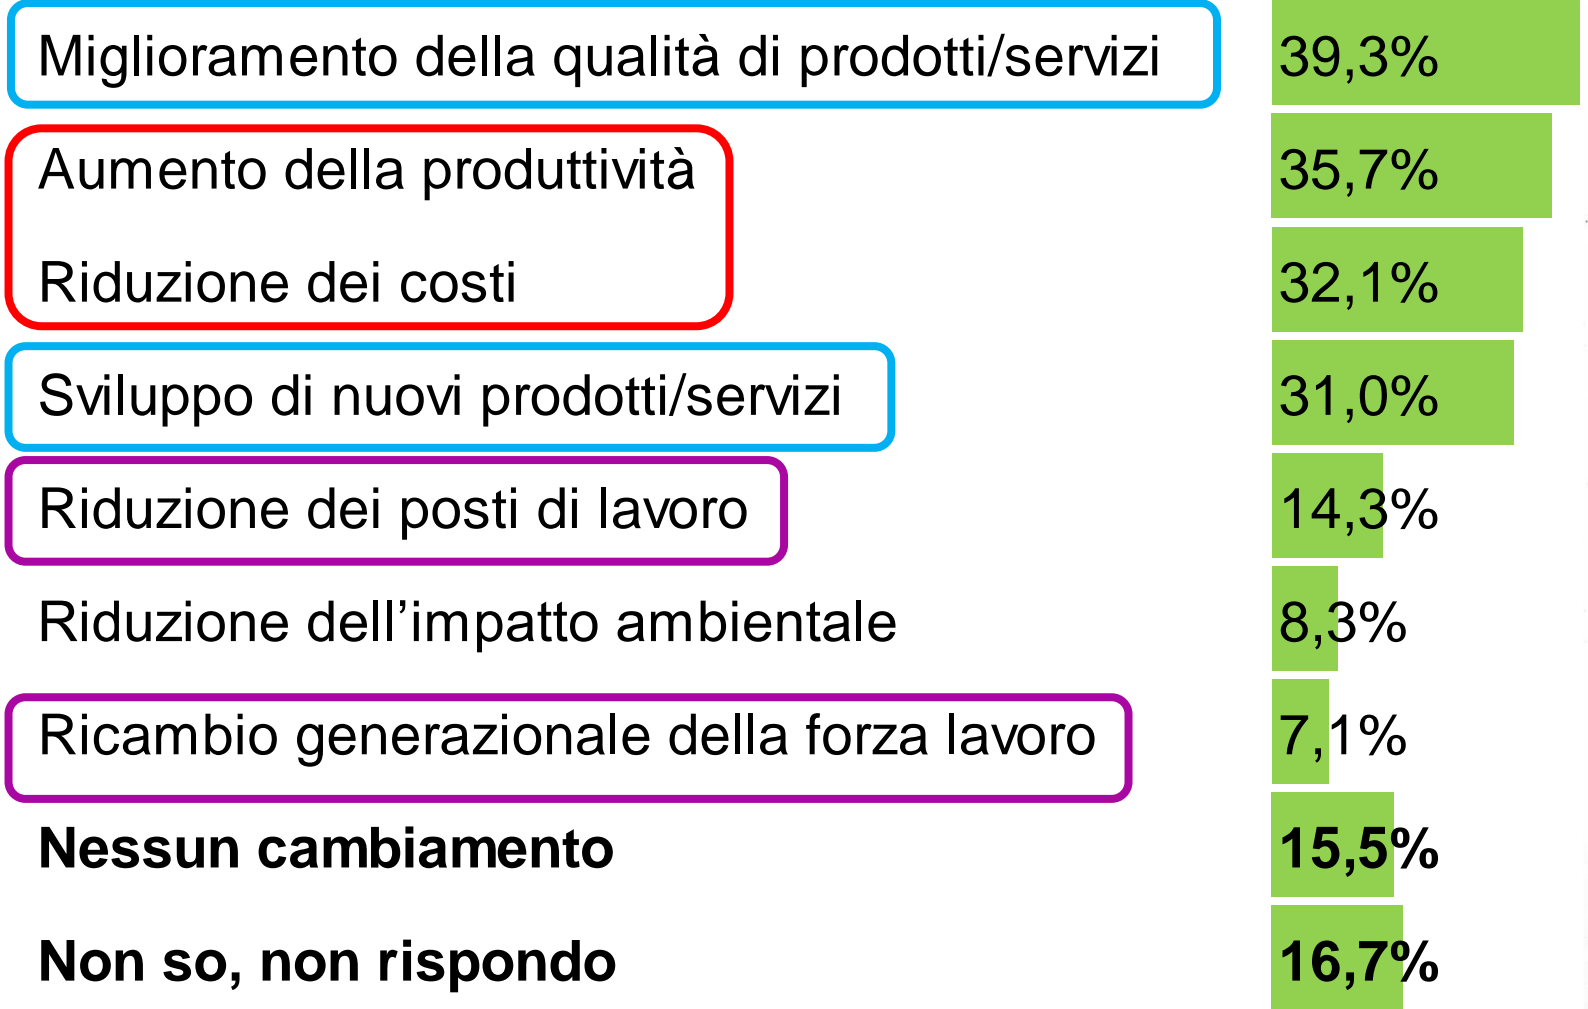 Miglioramento della qualità di prodotti/servizi 39,3%
Aumento della produttività 35,7%
Riduzione dei costi 32,1%
Sviluppo di nuovi prodotti/servizi 31,0%
Riduzione dei posti di lavoro 14,3%
Riduzione dell’impatto ambientale 8,3%
Ricambio generazionale della forza lavoro 7,1%
Nessun cambiamento 15,5%
Non so, non rispondo 16,7%